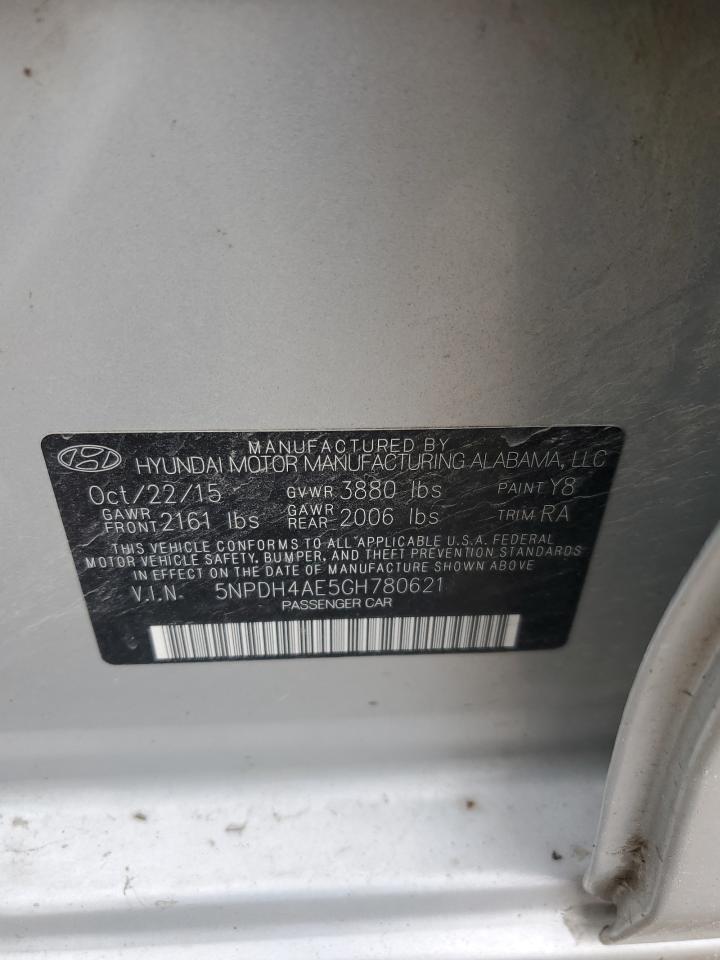 MANUFACTURED BY
HYUNDAI MOTOR MANUFACTURING ALABAMA, LLC
Oct/22/15 GVWR 3880 lbs PAINT Y8
GAWR FRONT 2161 lbs GAWR REAR 2006 lbs TRIM RA
THIS VEHICLE CONFORMS TO ALL APPLICABLE U.S.A. FEDERAL
MOTOR VEHICLE SAFETY, BUMPER, AND THEFT PREVENTION STANDARDS
IN EFFECT ON THE DATE OF MANUFACTURE SHOWN ABOVE
V.I.N. 5NPDH4AE5GH780621
PASSENGER CAR